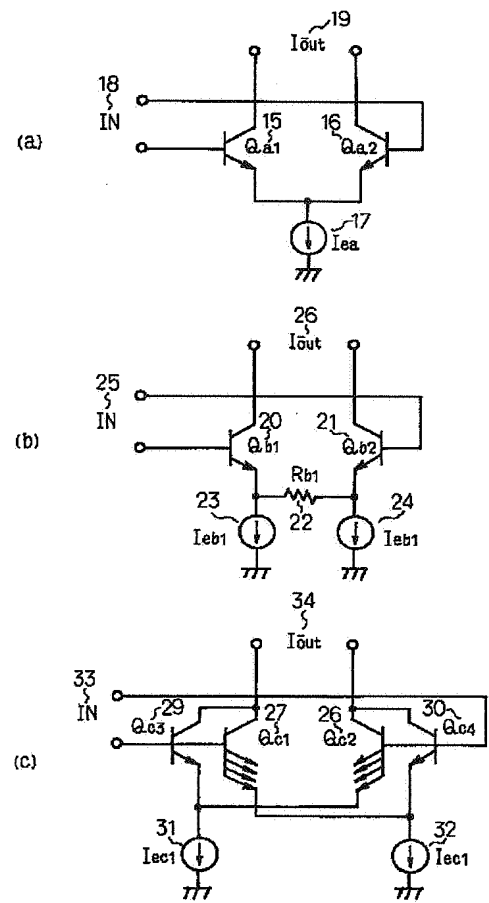 19
Iout
18
IN
15
16
(a)
Qa1
Qa2
17
Iea
26
Iout
25
IN
20
21
(b)
Qb1
Qb2
Rb1
23
22
24
Ieb1
Ieb1
34
Iout
33
IN
29
27
26
30
Qc3
Qc1
Qc2
Qc4
(c)
31
32
Iec1
Iec1